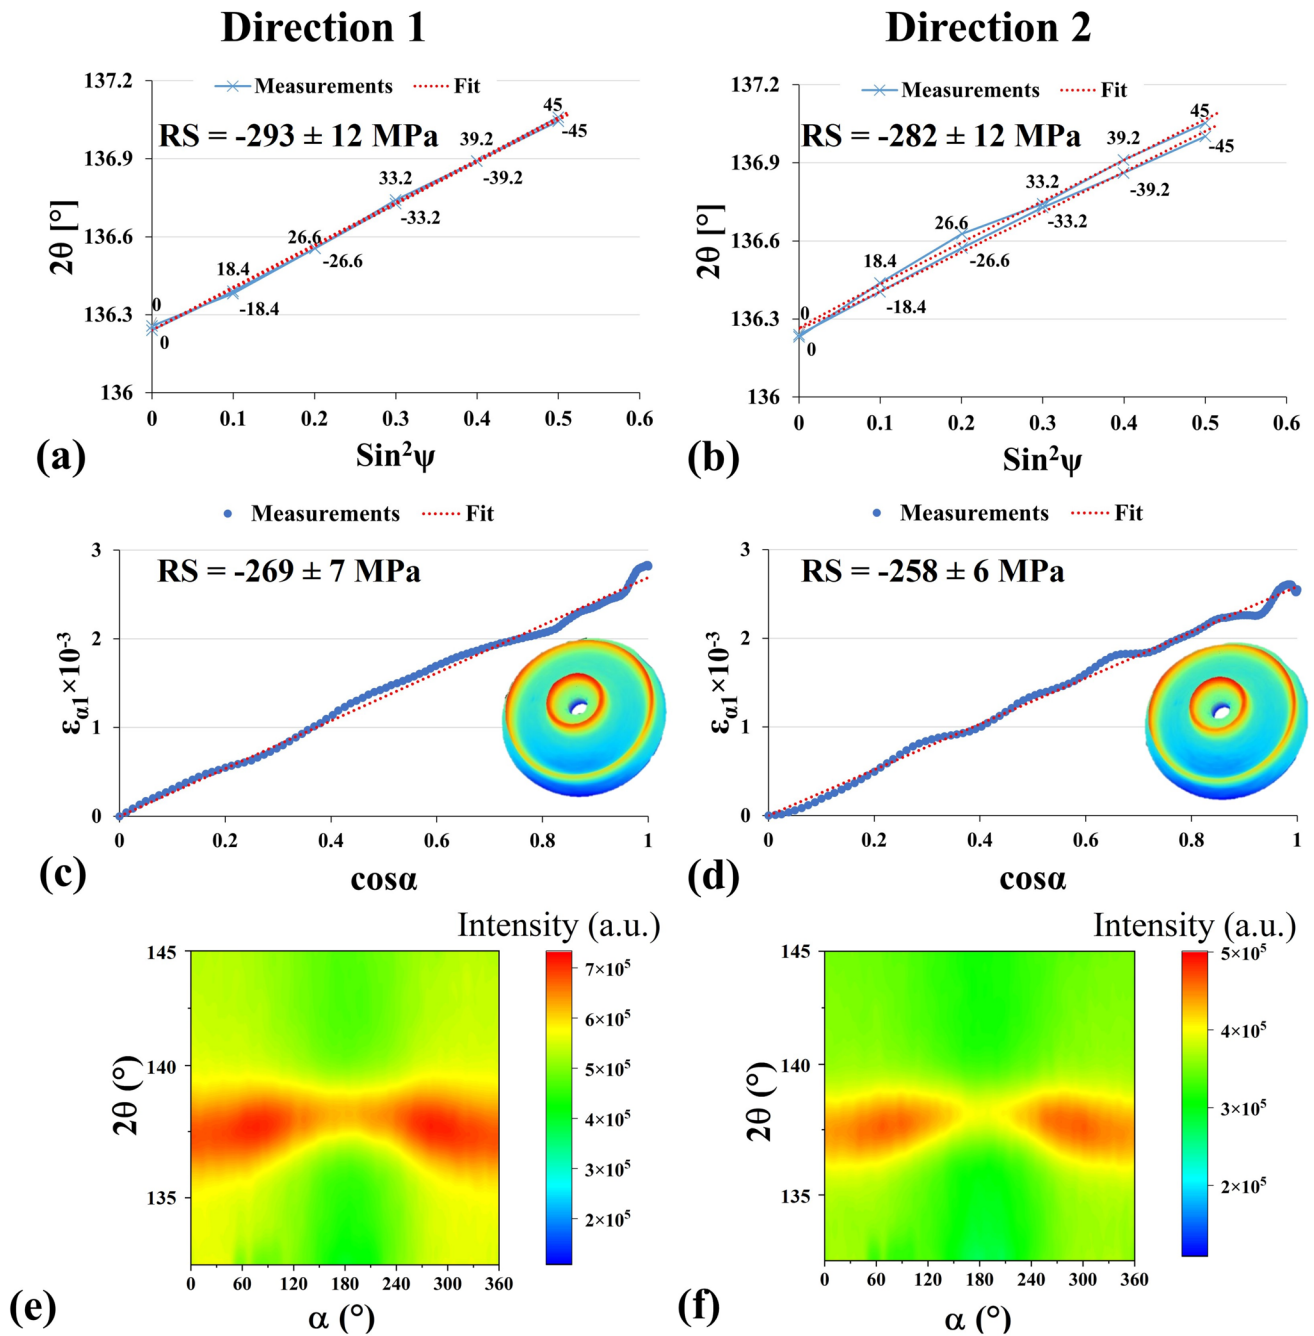 Direction 1
Direction 2
Measurements Fit
RS = -293 ± 12 MPa
137.2
136.9
136.6
136.3
136
2θ [°]
0
0
18.4
-18.4
26.6
-26.6
33.2
-33.2
39.2
-39.2
45
-45
0 0.1 0.2 0.3 0.4 0.5 0.6
Sin²ψ
(a)
Measurements Fit
RS = -282 ± 12 MPa
137.2
136.9
136.6
136.3
136
2θ [°]
0
0
18.4
-18.4
26.6
-26.6
33.2
-33.2
39.2
-39.2
45
-45
0 0.1 0.2 0.3 0.4 0.5 0.6
Sin²ψ
(b)
Measurements Fit
RS = -269 ± 7 MPa
3
2
1
0
εα1×10⁻³
0 0.2 0.4 0.6 0.8 1
cosα
(c)
Measurements Fit
RS = -258 ± 6 MPa
3
2
1
0
εα1×10⁻³
0 0.2 0.4 0.6 0.8 1
cosα
(d)
Intensity (a.u.)
145
140
135
2θ (°)
7×10⁵
6×10⁵
5×10⁵
4×10⁵
3×10⁵
2×10⁵
0 60 120 180 240 300 360
α (°)
(e)
Intensity (a.u.)
145
140
135
2θ (°)
5×10⁵
4×10⁵
3×10⁵
2×10⁵
0 60 120 180 240 300 360
α (°)
(f)